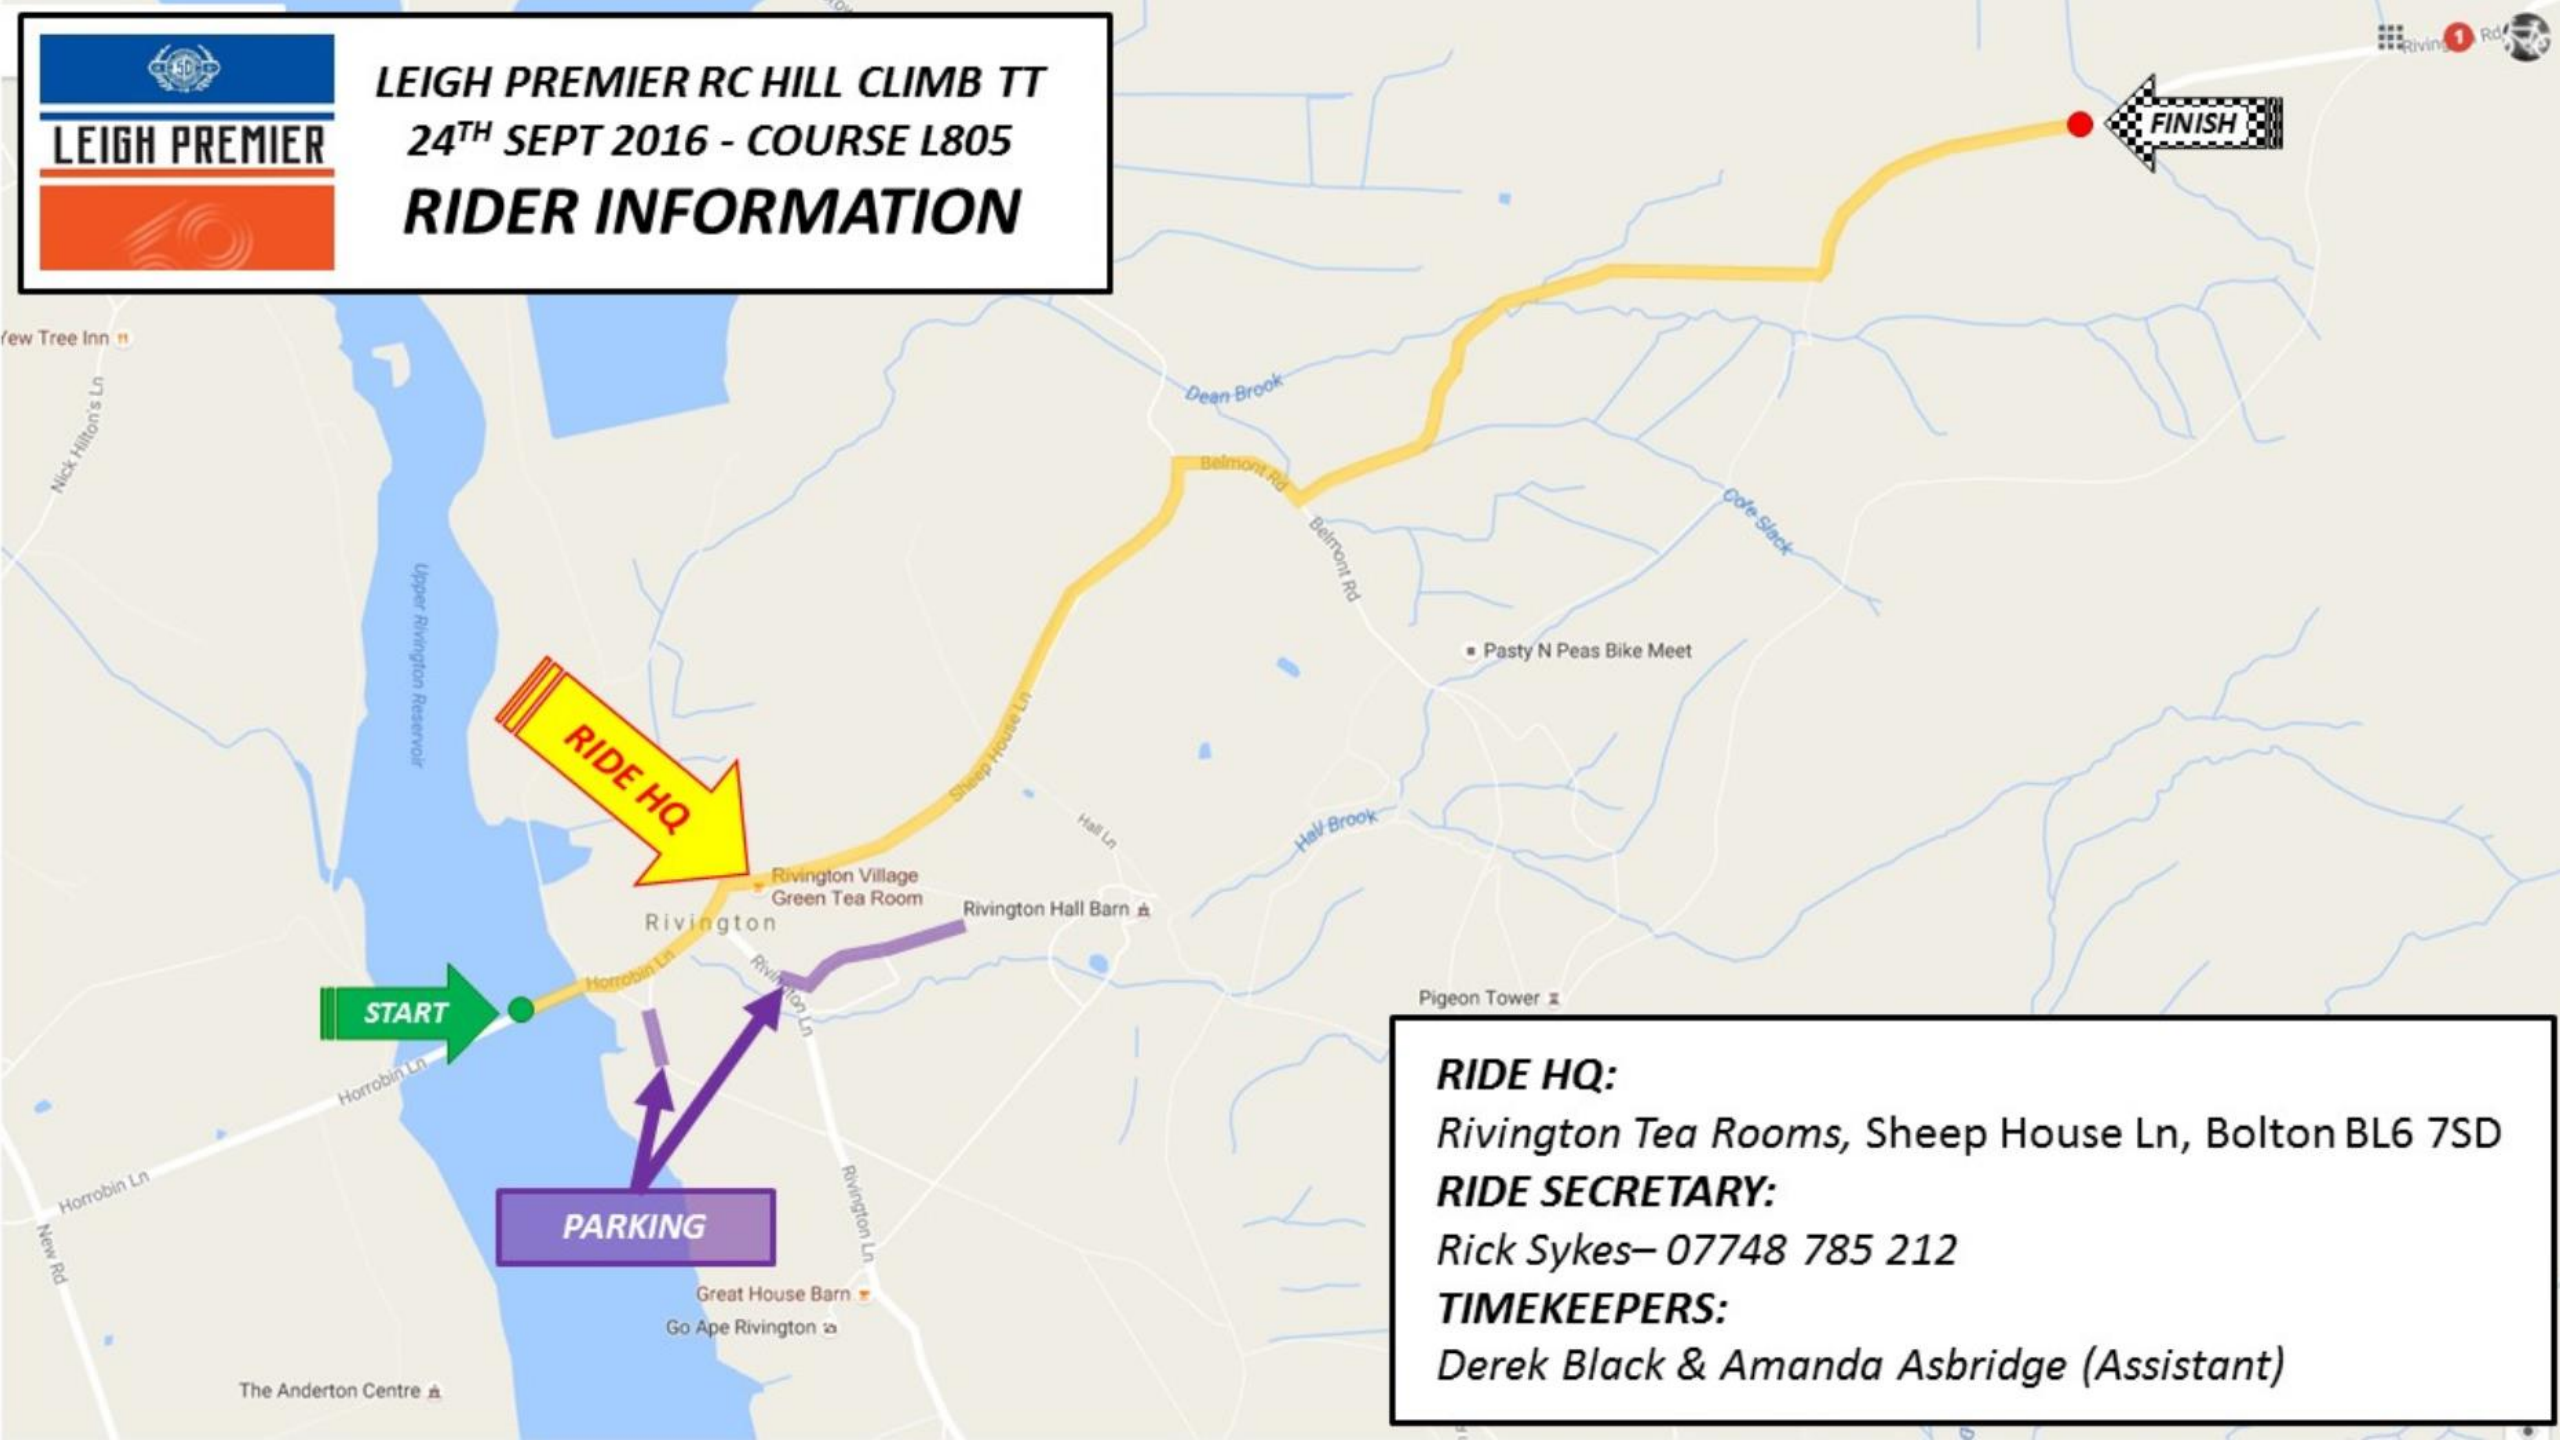 LEIGH PREMIER
LEIGH PREMIER RC HILL CLIMB TT
24TH SEPT 2016 - COURSE L805
RIDER INFORMATION
Rd
1
FINISH
Yew Tree Inn
Nick Hilton's Ln
Dean Brook
Belmont Rd
Belmont Rd
Cote Slack
Upper Rivington Reservoir
Pasty N Peas Bike Meet
RIDE HQ
Sheep House Ln
Hall Ln
Hall Brook
Rivington Village
Green Tea Room
Rivington
Rivington Hall Barn
Horrobin Ln
Rivington Ln
START
Pigeon Tower
Horrobin Ln
Horrobin Ln
New Rd
PARKING
Rivington Ln
Great House Barn
Go Ape Rivington
The Anderton Centre
RIDE HQ:
Rivington Tea Rooms, Sheep House Ln, Bolton BL6 7SD
RIDE SECRETARY:
Rick Sykes– 07748 785 212
TIMEKEEPERS:
Derek Black & Amanda Asbridge (Assistant)